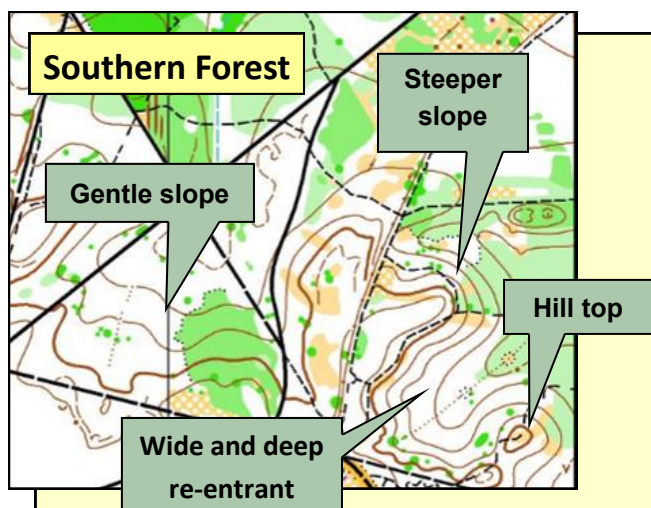 Southern Forest
Steeper
slope
Gentle slope
Hill top
Wide and deep
re-entrant